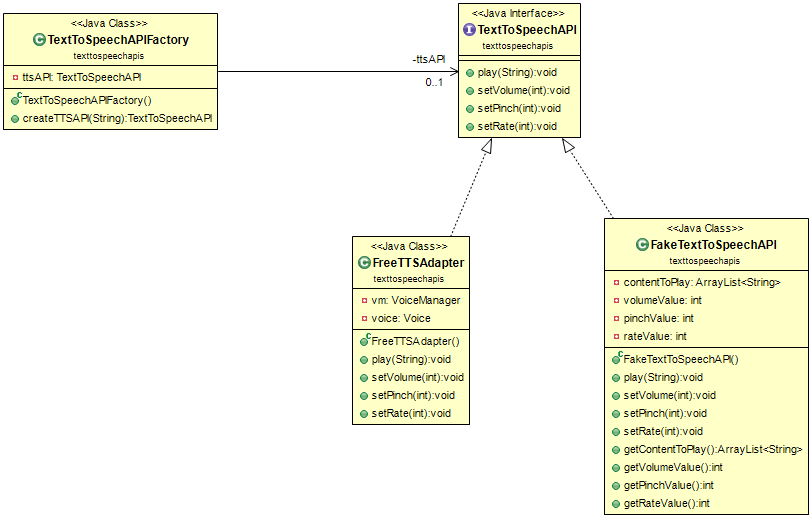 <<Java Class>>
TextToSpeechAPIFactory
texttospeechapis
ttsAPI: TextToSpeechAPI
TextToSpeechAPIFactory()
createTTSAPI(String):TextToSpeechAPI
-ttsAPI
0..1
<<Java Interface>>
TextToSpeechAPI
texttospeechapis
play(String):void
setVolume(int):void
setPinch(int):void
setRate(int):void
<<Java Class>>
FreeTTSAdapter
texttospeechapis
vm: VoiceManager
voice: Voice
FreeTTSAdapter()
play(String):void
setVolume(int):void
setPinch(int):void
setRate(int):void
<<Java Class>>
FakeTextToSpeechAPI
texttospeechapis
contentToPlay: ArrayList<String>
volumeValue: int
pinchValue: int
rateValue: int
FakeTextToSpeechAPI()
play(String):void
setVolume(int):void
setPinch(int):void
setRate(int):void
getContentToPlay():ArrayList<String>
getVolumeValue():int
getPinchValue():int
getRateValue():int